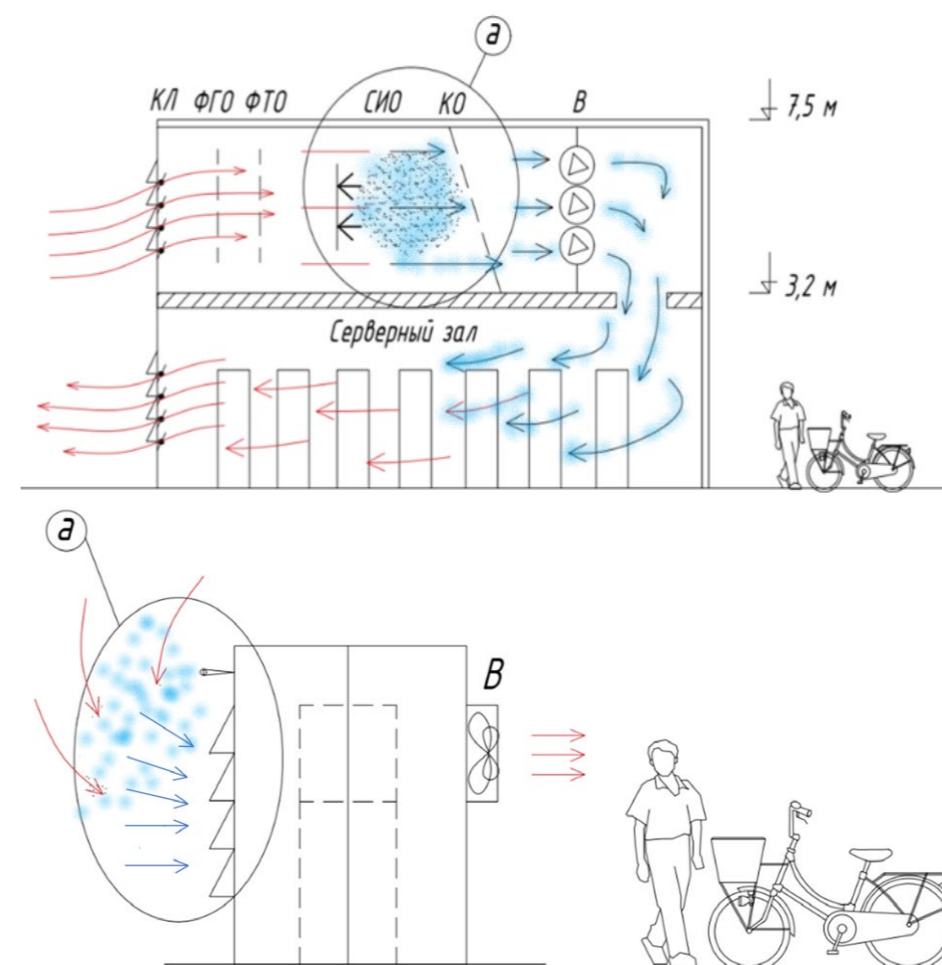 а
КЛ ФГО ФТО СИО КО В
7,5 м
3,2 м
Серверный зал
а
В